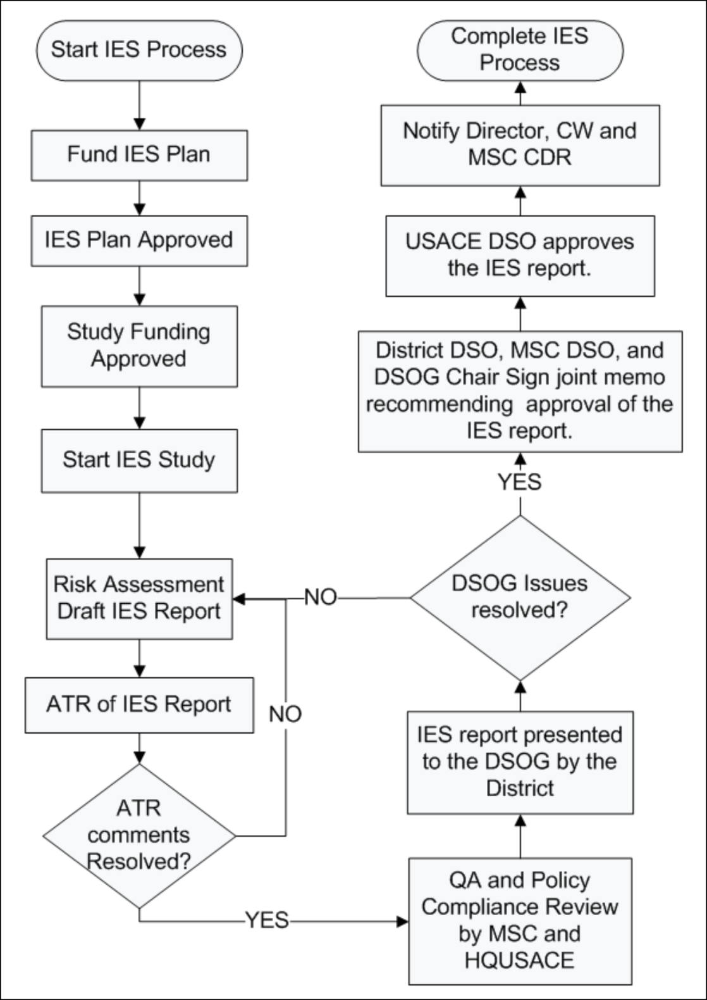 Start IES Process
Fund IES Plan
IES Plan Approved
Study Funding
Approved
Start IES Study
Risk Assessment
Draft IES Report
ATR of IES Report
ATR
comments
Resolved?
NO
YES
QA and Policy
Compliance Review
by MSC and
HQUSACE
IES report presented
to the DSOG by the
District
DSOG Issues
resolved?
NO
YES
District DSO, MSC DSO, and
DSOG Chair Sign joint memo
recommending  approval of the
IES report.
USACE DSO approves
the IES report.
Notify Director, CW and
MSC CDR
Complete IES
Process